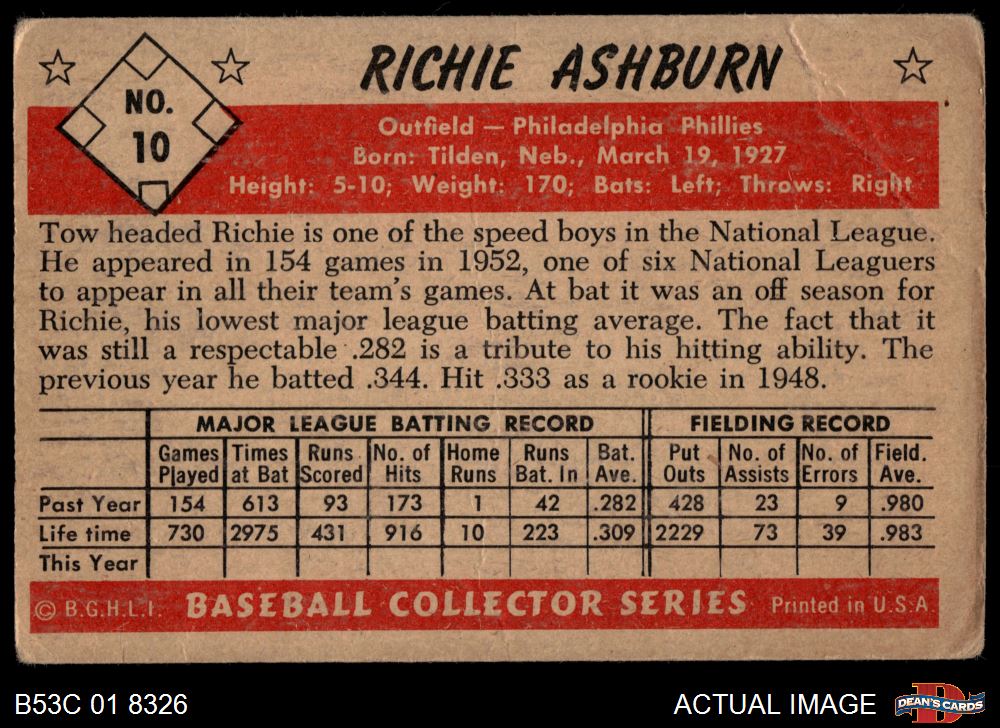 NO.
10
RICHIE ASHBURN
Outfield — Philadelphia Phillies
Born: Tilden, Neb., March 19, 1927
Height: 5-10; Weight: 170; Bats: Left; Throws: Right
Tow headed Richie is one of the speed boys in the National League.
He appeared in 154 games in 1952, one of six National Leaguers
to appear in all their team's games. At bat it was an off season for
Richie, his lowest major league batting average. The fact that it
was still a respectable .282 is a tribute to his hitting ability. The
previous year he batted .344. Hit .333 as a rookie in 1948.
MAJOR LEAGUE BATTING RECORD FIELDING RECORD
Games Times Runs No. of Home Runs Bat. Put No. of No. of Field.
Played at Bat Scored Hits Runs Bat. In Ave. Outs Assists Errors Ave.
Past Year 154 613 93 173 1 42 .282 428 23 9 .980
Life time 730 2975 431 916 10 223 .309 2229 73 39 .983
This Year
© B.G.H.L.I. BASEBALL COLLECTOR SERIES Printed in U.S.A.
B53C 01 8326 ACTUAL IMAGE DEAN'S CARDS